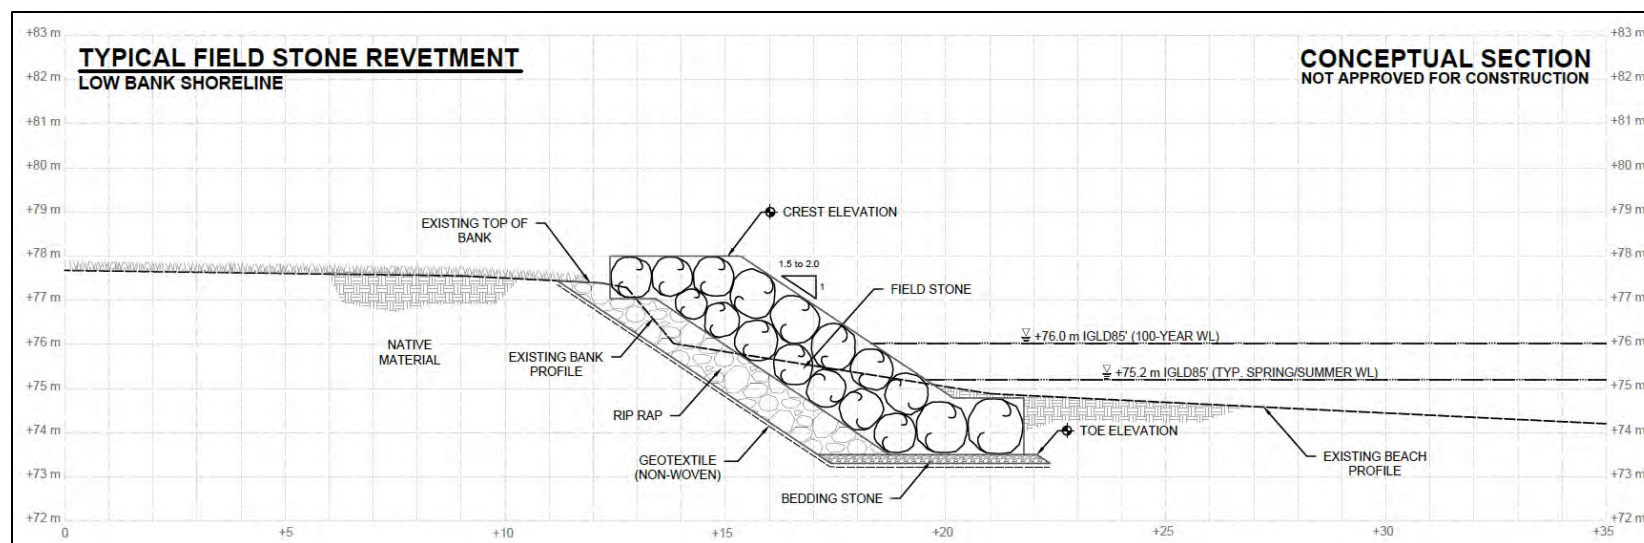 +83 m
+83 m
TYPICAL FIELD STONE REVETMENT
LOW BANK SHORELINE
CONCEPTUAL SECTION
NOT APPROVED FOR CONSTRUCTION
+82 m
+82 m
+81 m
+81 m
+80 m
+80 m
+79 m
+79 m
EXISTING TOP OF
BANK
CREST ELEVATION
+78 m
+78 m
1.5 to 2.0
1
FIELD STONE
+77 m
+77 m
NATIVE
MATERIAL
EXISTING BANK
PROFILE
+76.0 m IGLD85' (100-YEAR WL)
+76 m
+76 m
+75.2 m IGLD85' (TYP. SPRING/SUMMER WL)
+75 m
+75 m
RIP RAP
+74 m
+74 m
TOE ELEVATION
GEOTEXTILE
(NON-WOVEN)
EXISTING BEACH
PROFILE
+73 m
+73 m
BEDDING STONE
+72 m
+72 m
0
+5
+10
+15
+20
+25
+30
+35